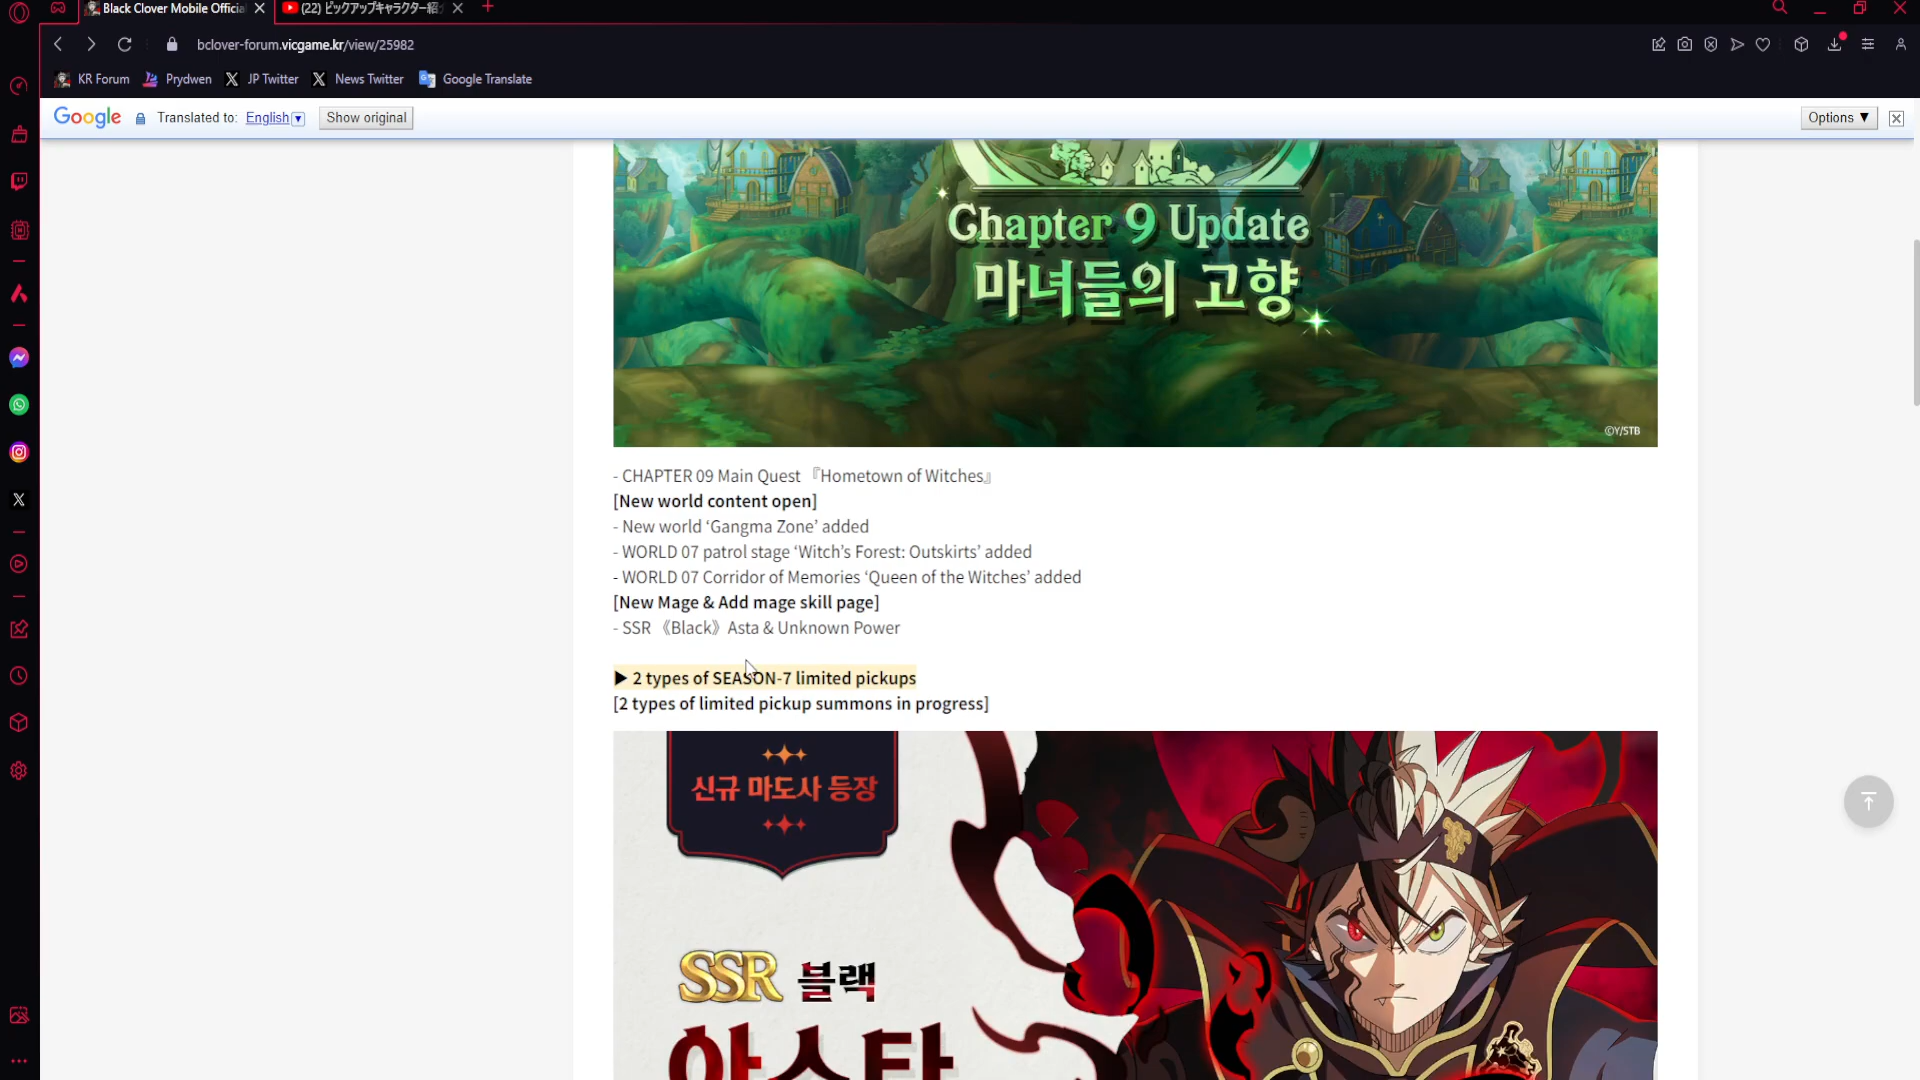 Black Clover Mobile Officia
(22) ピックアップキャラクター紹
bclover-forum.vicgame.kr/view/25982
KR Forum
Prydwen
JP Twitter
News Twitter
Google Translate
Google
Translated to: English
Show original
Options ▼
Chapter 9 Update
마녀들의 고향
©Y/STB
- CHAPTER 09 Main Quest 『Hometown of Witches』
[New world content open]
- New world ‘Gangma Zone’ added
- WORLD 07 patrol stage ‘Witch’s Forest: Outskirts’ added
- WORLD 07 Corridor of Memories ‘Queen of the Witches’ added
[New Mage & Add mage skill page]
- SSR 《Black》 Asta & Unknown Power
▶ 2 types of SEASON-7 limited pickups
[2 types of limited pickup summons in progress]
신규 마도사 등장
SSR 블랙
아스타